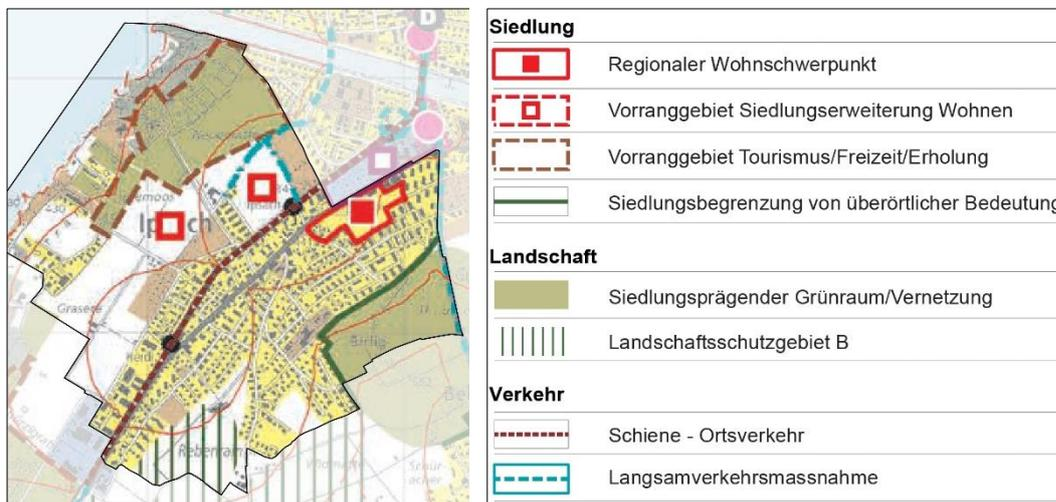 D
Ipsach
Grasere
Rebenrain
Siedlung
Regionaler Wohnschwerpunkt
Vorranggebiet Siedlungserweiterung Wohnen
Vorranggebiet Tourismus/Freizeit/Erholung
Siedlungsbegrenzung von überörtlicher Bedeutung
Landschaft
Siedlungsprägender Grünraum/Vernetzung
Landschaftsschutzgebiet B
Verkehr
Schiene - Ortsverkehr
Langsamverkehrsmassnahme